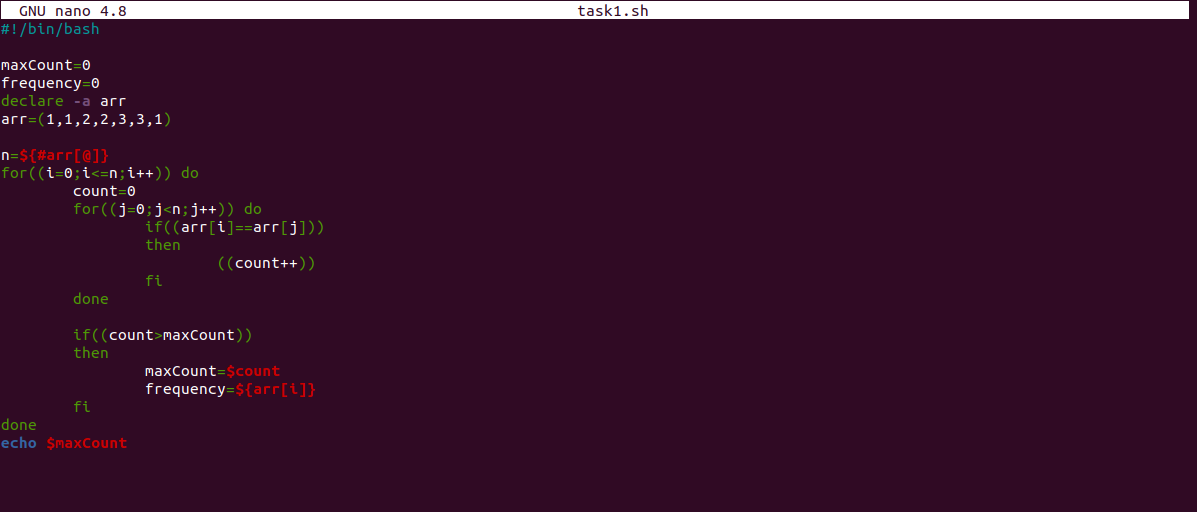 GNU nano 4.8 task1.sh
#!/bin/bash
maxCount=0
frequency=0
declare -a arr
arr=(1,1,2,2,3,3,1)
n=${#arr[@]}
for((i=0;i<=n;i++)) do
count=0
for((j=0;j<n;j++)) do
if((arr[i]==arr[j]))
then
((count++))
fi
done
if((count>maxCount))
then
maxCount=$count
frequency=${arr[i]}
fi
done
echo $maxCount